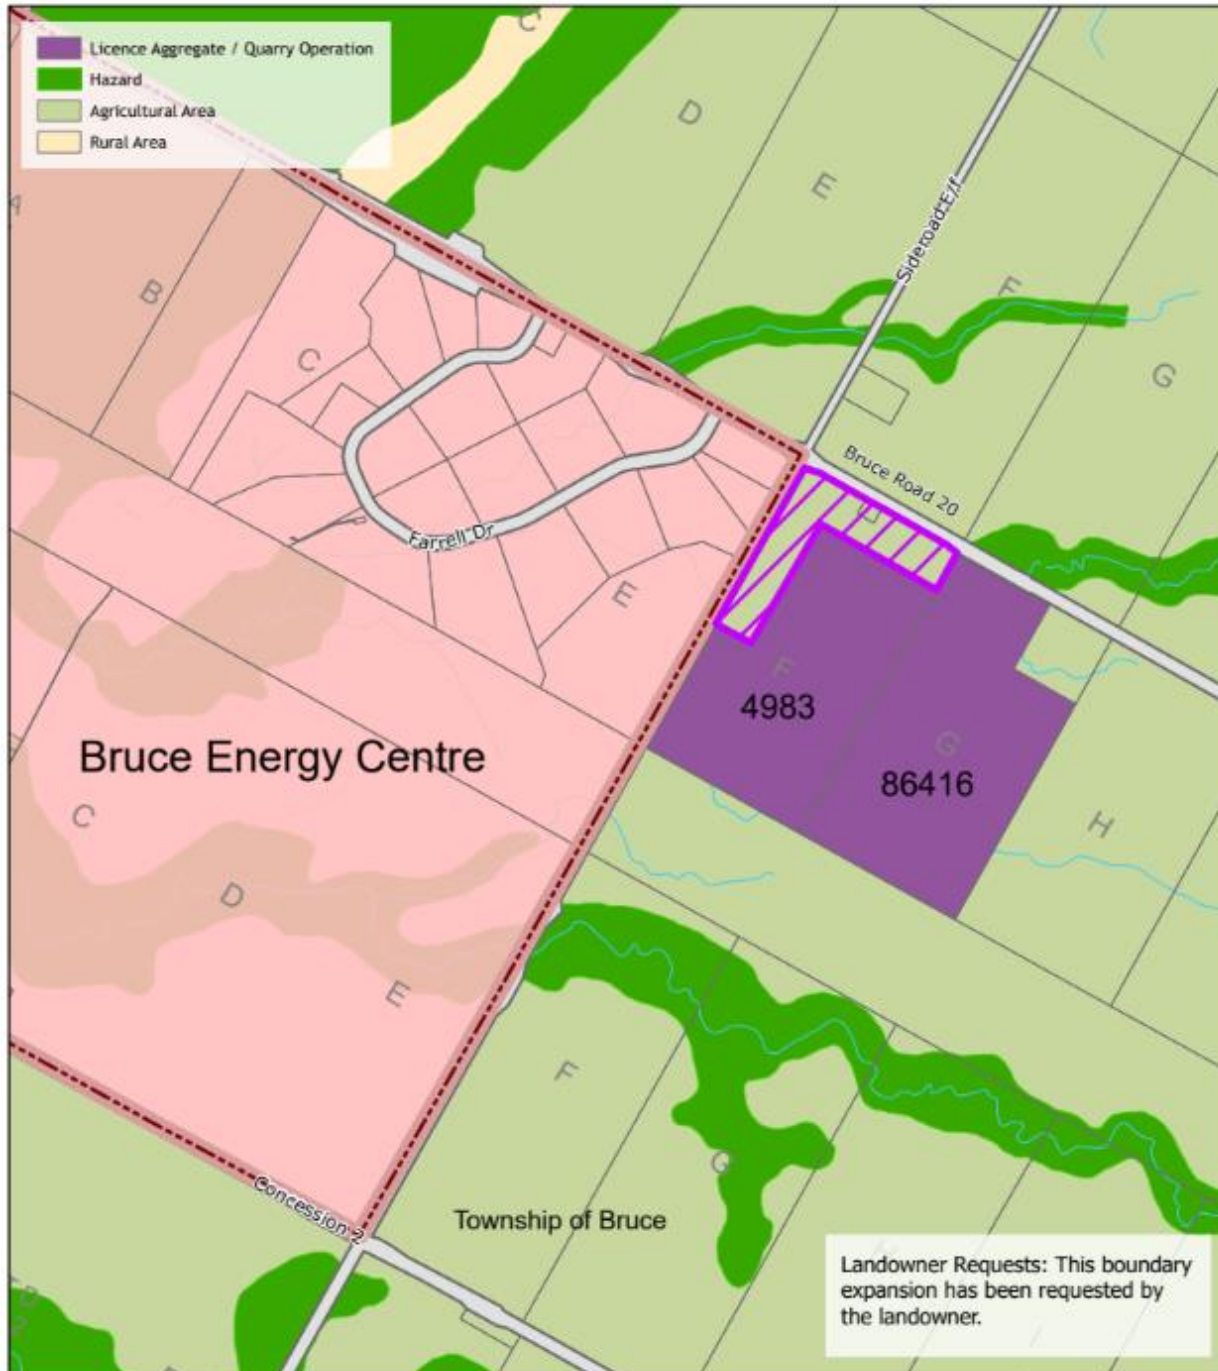 Licence Aggregate / Quarry Operation
Hazard
Agricultural Area
Rural Area
C
D
E
A
Sideroad E/f
B
F
C
G
Bruce Road 20
Farrell Dr
E
F
4983
G
Bruce Energy Centre
86416
C
H
D
E
F
G
Concession 2
Township of Bruce
Landowner Requests: This boundary
expansion has been requested by
the landowner.